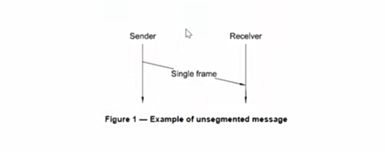 Sender Receiver
Single frame
Figure 1 — Example of unsegmented message